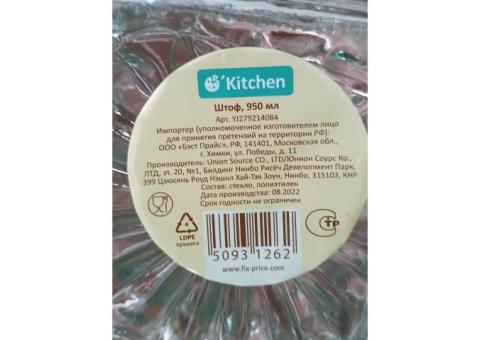 'Kitchen
Штоф, 950 мл
Арт. YJ279214084
Импортер (уполномоченное изготовителем лицо
для принятия претензий на территории РФ):
ООО «Бэст Прайс», РФ, 141401, Московская обл.,
г. Химки, ул. Победы, д. 11
Производитель: Union Source CO., LTD/Юнион Соурс Ко.,
ЛТД, эт. 20, №1, Билдинг Нинбо Рисёч Девелопмент Парк,
399 Цзюсянь Роуд Нэшнл Хай-Тэк Зоун, Нинбо, 315103, КНР
Состав: стекло, полиэтилен
Дата производства: 08.2022
Срок годности не ограничен
LDPE
крышка
5093 1262
СТР
www.fix-price.com